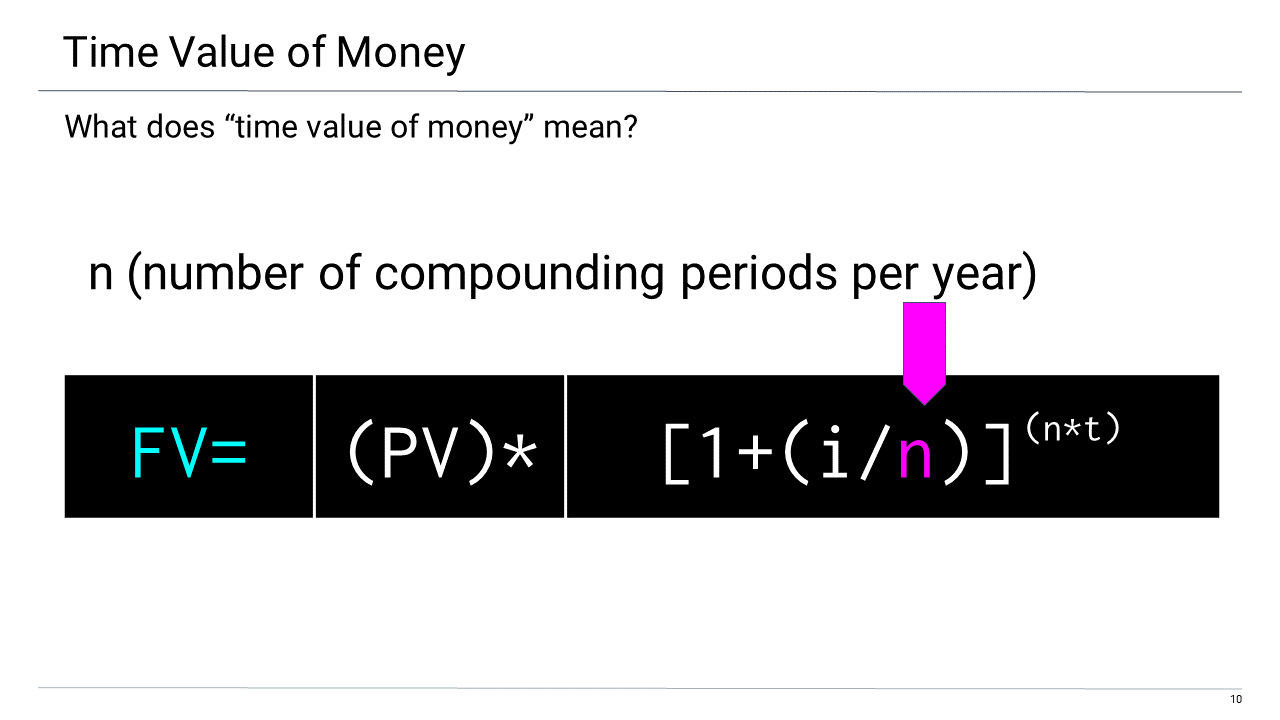 Time Value of Money
What does “time value of money” mean?
n (number of compounding periods per year)
FV= (PV)* [1+(i/n)](n*t)
10